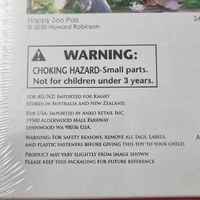 Happy Zoo Pals
© 2020 Howard Robinson
24
WARNING:
CHOKING HAZARD-Small parts.
Not for children under 3 years.
For AU/NZ: Imported for Kmart
Stores in Australia and New Zealand.
For USA: Imported by Anko Retail Inc.
19500 Alderwood Mall Parkway
Lynnwood WA 98036 USA.
Warning: For safety reasons, remove all tags, labels,
and plastic fasteners before giving this toy to your child.
Product may vary slightly from image shown
Please keep this packaging for future reference
A